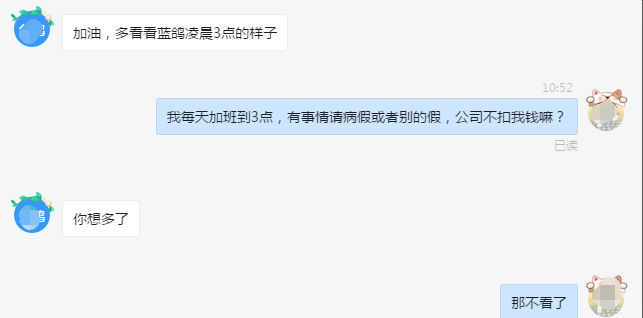 加油，多看看蓝鸽凌晨3点的样子
10:52
我每天加班到3点，有事情请病假或者别的假，公司不扣我钱嘛？
已读
你想多了
那不看了